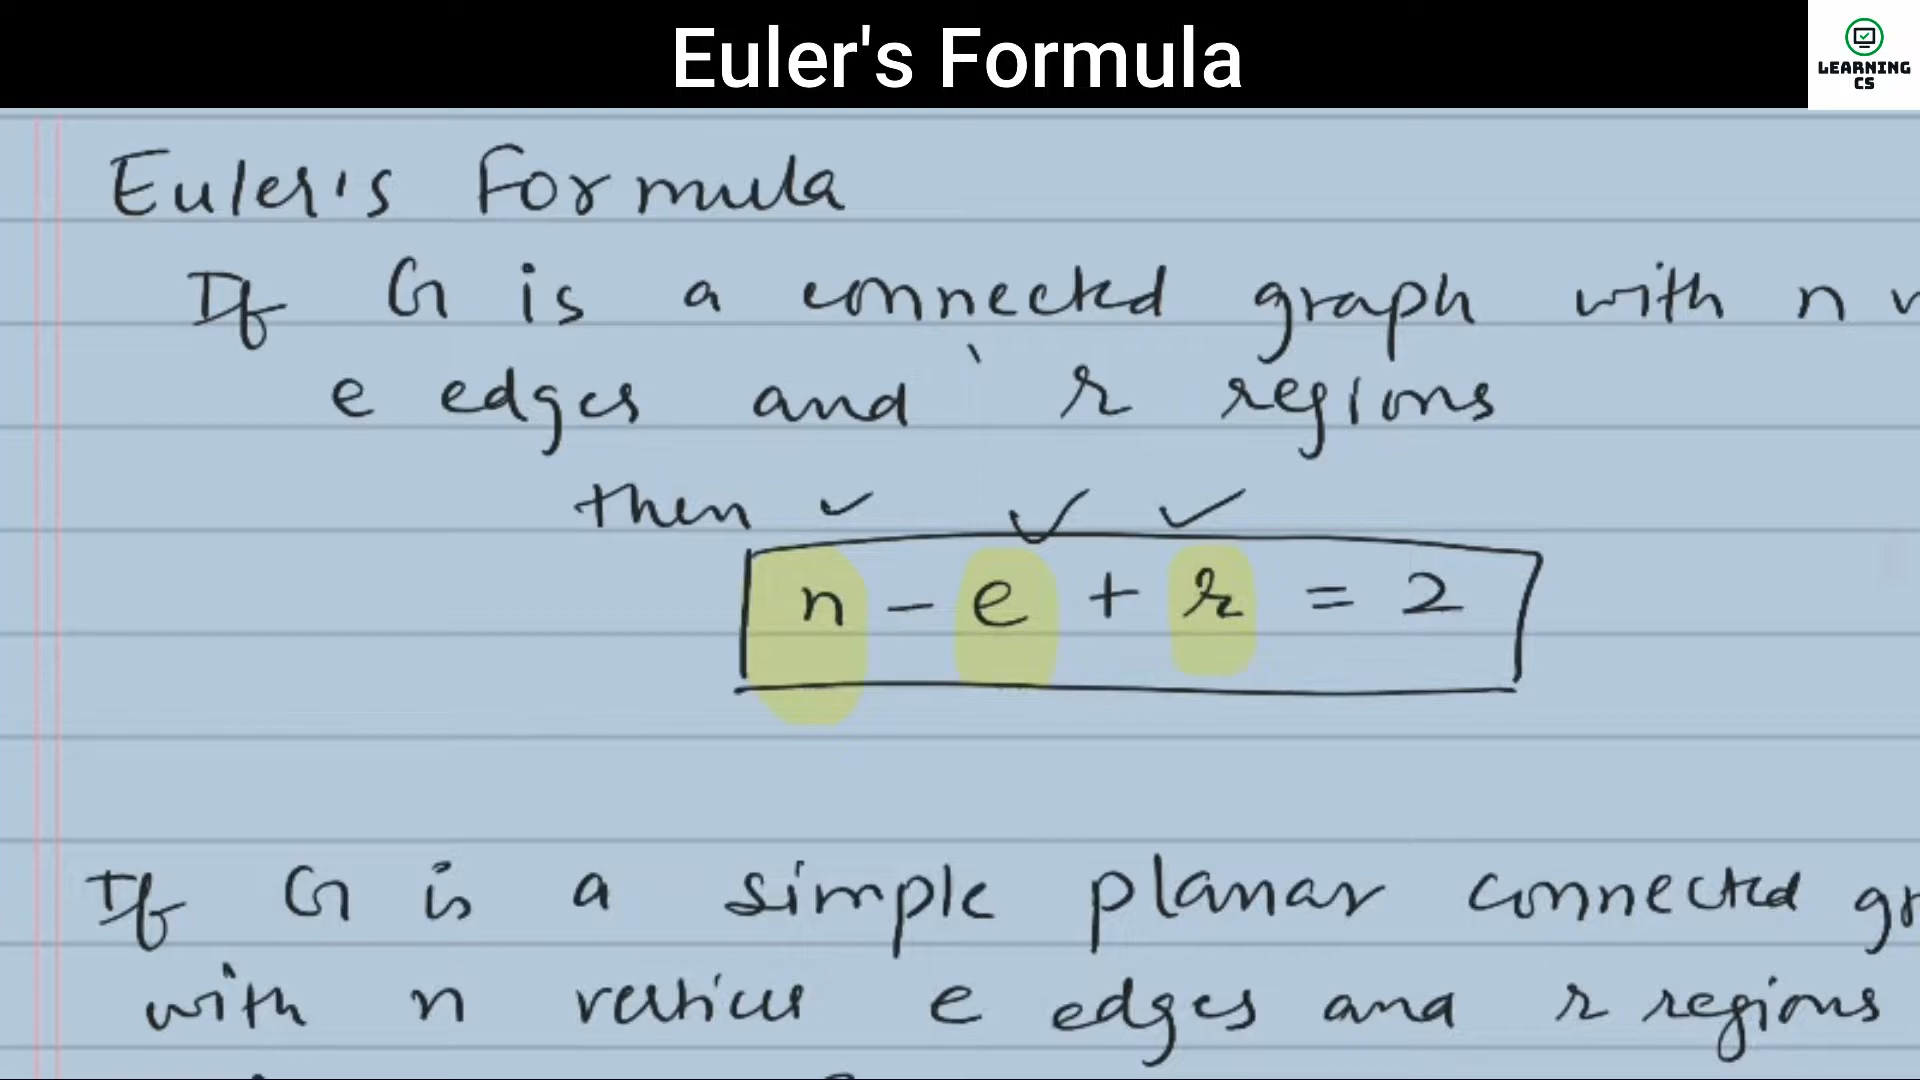 Euler's Formula
LEARNING
CS
Euler's Formula
If G is a connected graph with n
e edges and r regions
then
n - e + r = 2
If G is a simple planar connected gr
with n vertices e edges and r regions